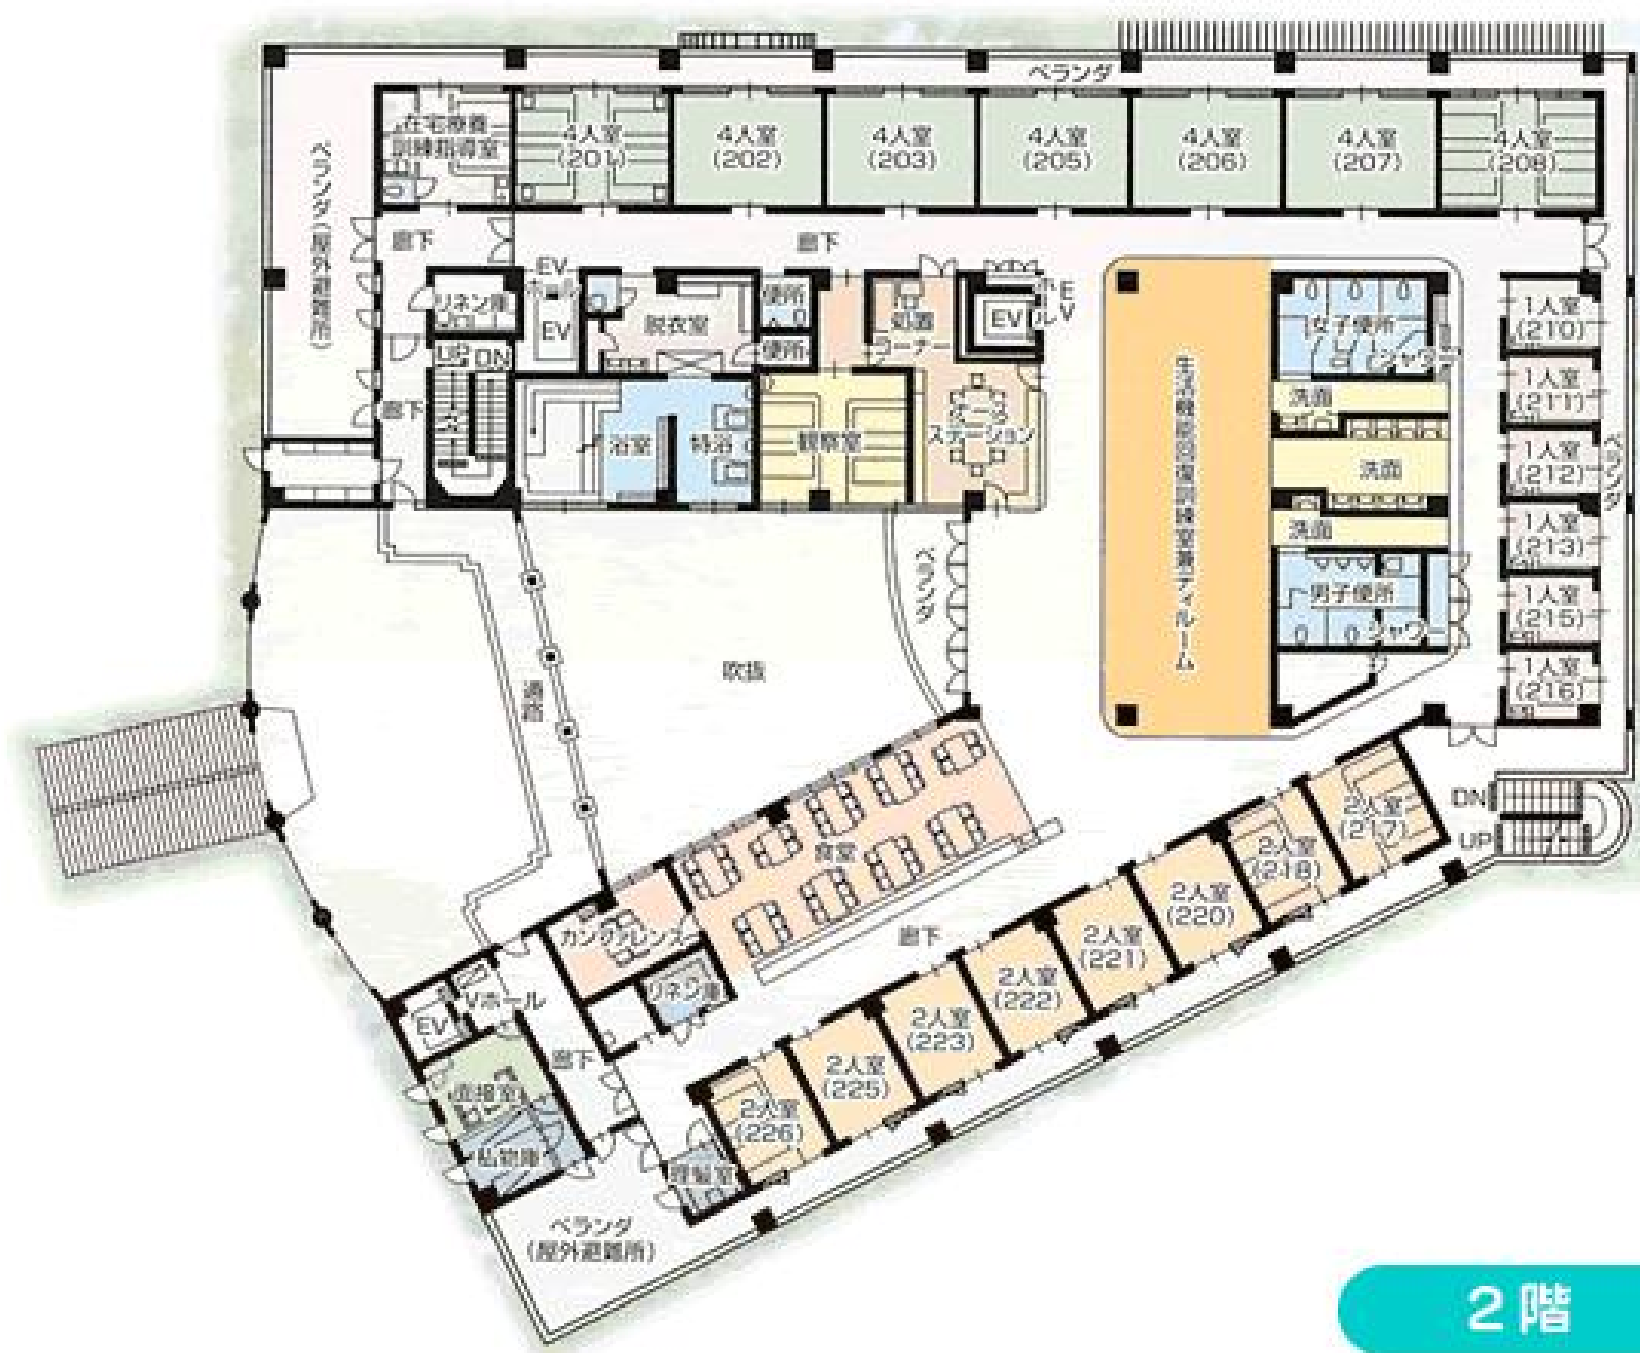 ベランダ
在宅療養
訓練指導室
4人室
(201)
4人室
(202)
4人室
(203)
4人室
(205)
4人室
(206)
4人室
(207)
4人室
(208)
ベランダ(屋外避難所)
廊下
廊下
EV
ホール
EV
リネン庫
UP
DN
廊下
脱衣室
便所
便所
処置
コーナー
EV
ホール
EV
浴室
特浴
観察室
ケア
ステーション
生活機能回復訓練室兼デイルーム
女子便所
シャワー
洗面
洗面
洗面
男子便所
シャワー
1人室
(210)
1人室
(211)
1人室
(212)
1人室
(213)
1人室
(215)
1人室
(216)
ベランダ
ベランダ
吹抜
食堂
カンファレンス
リネン庫
廊下
Vホール
EV
廊下
面接室
私物庫
理髪室
ベランダ
(屋外避難所)
2人室
(217)
2人室
(218)
2人室
(220)
2人室
(221)
2人室
(222)
2人室
(223)
2人室
(225)
2人室
(226)
DN
UP
2階